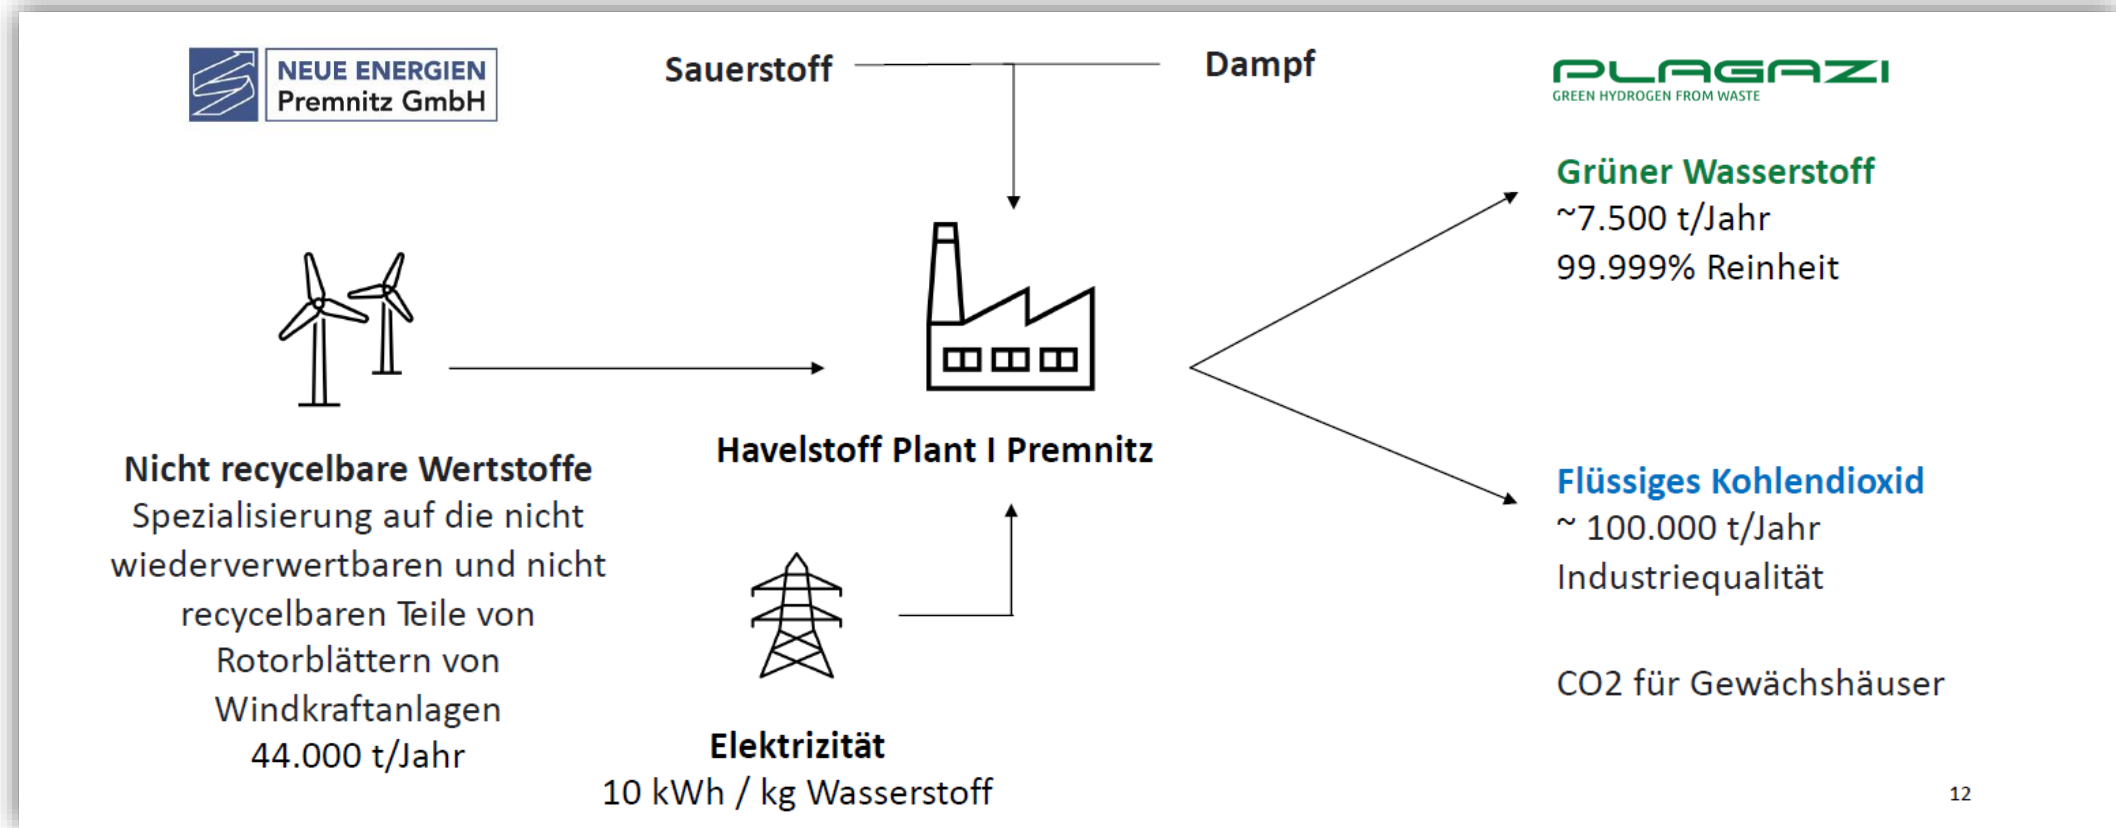 NEUE ENERGIEN
Premnitz GmbH
Sauerstoff
Dampf
PLAGAZI
GREEN HYDROGEN FROM WASTE
Grüner Wasserstoff
~7.500 t/Jahr
99.999% Reinheit
Havelstoff Plant I Premnitz
Nicht recycelbare Wertstoffe
Spezialisierung auf die nicht
wiederverwertbaren und nicht
recycelbaren Teile von
Rotorblättern von
Windkraftanlagen
44.000 t/Jahr
Elektrizität
10 kWh / kg Wasserstoff
Flüssiges Kohlendioxid
~ 100.000 t/Jahr
Industriequalität
CO2 für Gewächshäuser
12